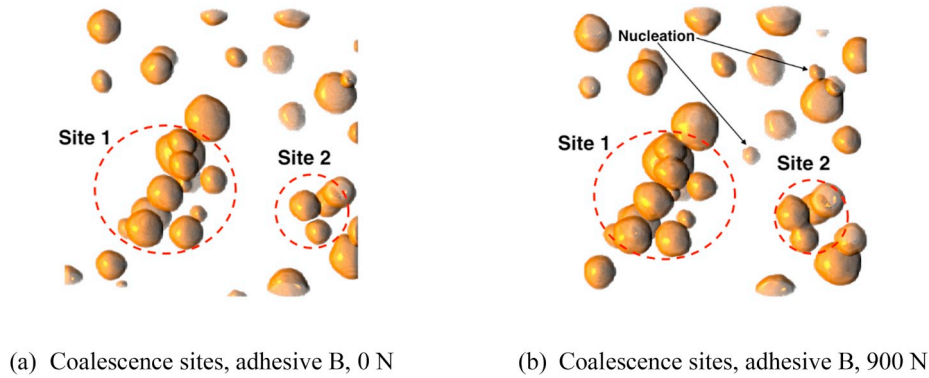 Site 1
Site 2
Nucleation
Site 1
Site 2
(a) Coalescence sites, adhesive B, 0 N
(b) Coalescence sites, adhesive B, 900 N